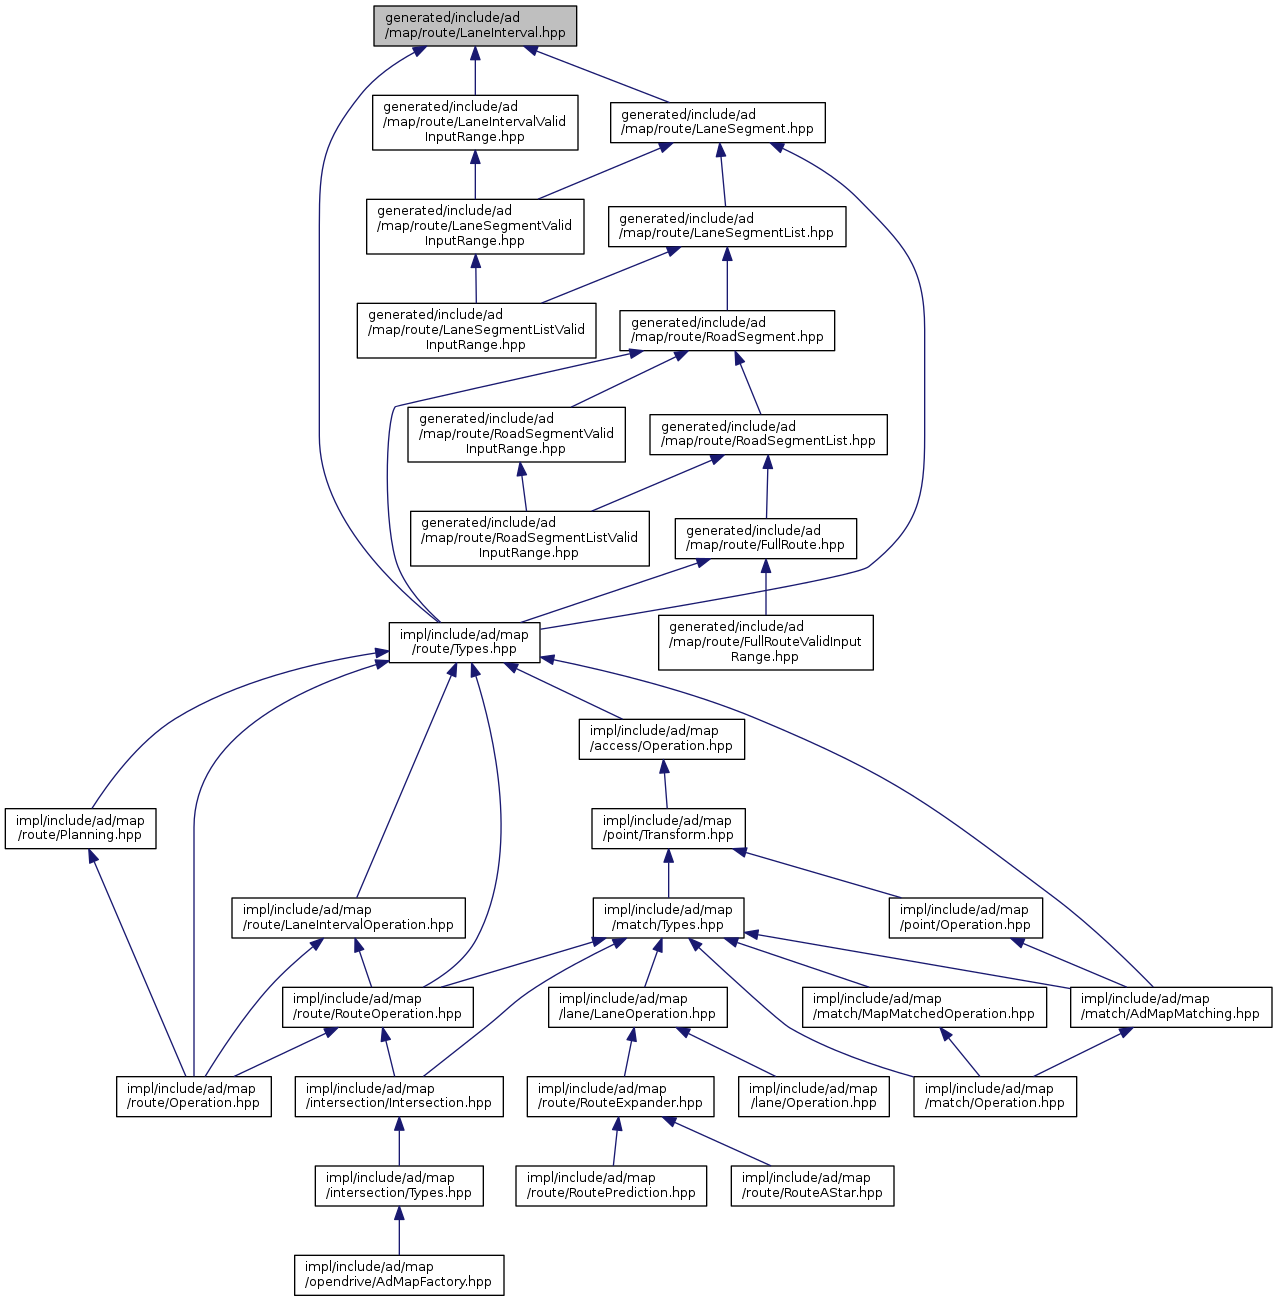 generated/include/ad
/map/route/LaneInterval.hpp
generated/include/ad
/map/route/LaneIntervalValid
InputRange.hpp
generated/include/ad
/map/route/LaneSegment.hpp
generated/include/ad
/map/route/LaneSegmentValid
InputRange.hpp
generated/include/ad
/map/route/LaneSegmentList.hpp
generated/include/ad
/map/route/LaneSegmentListValid
InputRange.hpp
generated/include/ad
/map/route/RoadSegment.hpp
generated/include/ad
/map/route/RoadSegmentValid
InputRange.hpp
generated/include/ad
/map/route/RoadSegmentList.hpp
generated/include/ad
/map/route/RoadSegmentListValid
InputRange.hpp
generated/include/ad
/map/route/FullRoute.hpp
impl/include/ad/map
/route/Types.hpp
generated/include/ad
/map/route/FullRouteValidInput
Range.hpp
impl/include/ad/map
/access/Operation.hpp
impl/include/ad/map
/route/Planning.hpp
impl/include/ad/map
/point/Transform.hpp
impl/include/ad/map
/route/LaneIntervalOperation.hpp
impl/include/ad/map
/match/Types.hpp
impl/include/ad/map
/point/Operation.hpp
impl/include/ad/map
/route/RouteOperation.hpp
impl/include/ad/map
/lane/LaneOperation.hpp
impl/include/ad/map
/match/MapMatchedOperation.hpp
impl/include/ad/map
/match/AdMapMatching.hpp
impl/include/ad/map
/route/Operation.hpp
impl/include/ad/map
/intersection/Intersection.hpp
impl/include/ad/map
/route/RouteExpander.hpp
impl/include/ad/map
/lane/Operation.hpp
impl/include/ad/map
/match/Operation.hpp
impl/include/ad/map
/intersection/Types.hpp
impl/include/ad/map
/route/RoutePrediction.hpp
impl/include/ad/map
/route/RouteAStar.hpp
impl/include/ad/map
/opendrive/AdMapFactory.hpp